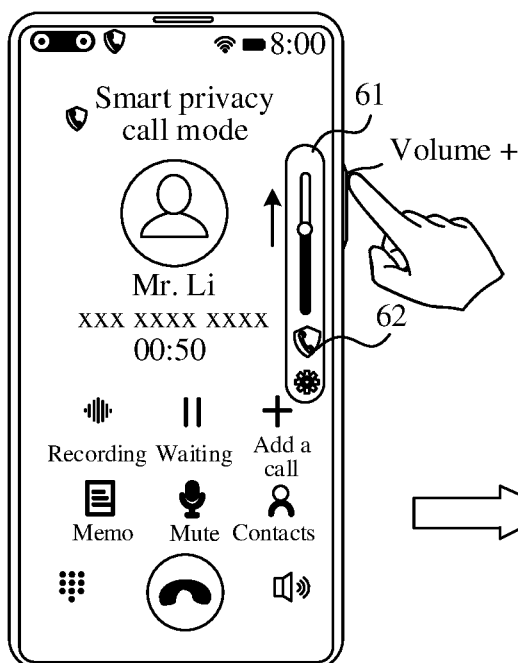 8:00
Smart privacy
call mode
61
Volume +
Mr. Li
xxx xxxx xxxx
00:50
62
Recording Waiting Add a
call
Memo Mute Contacts